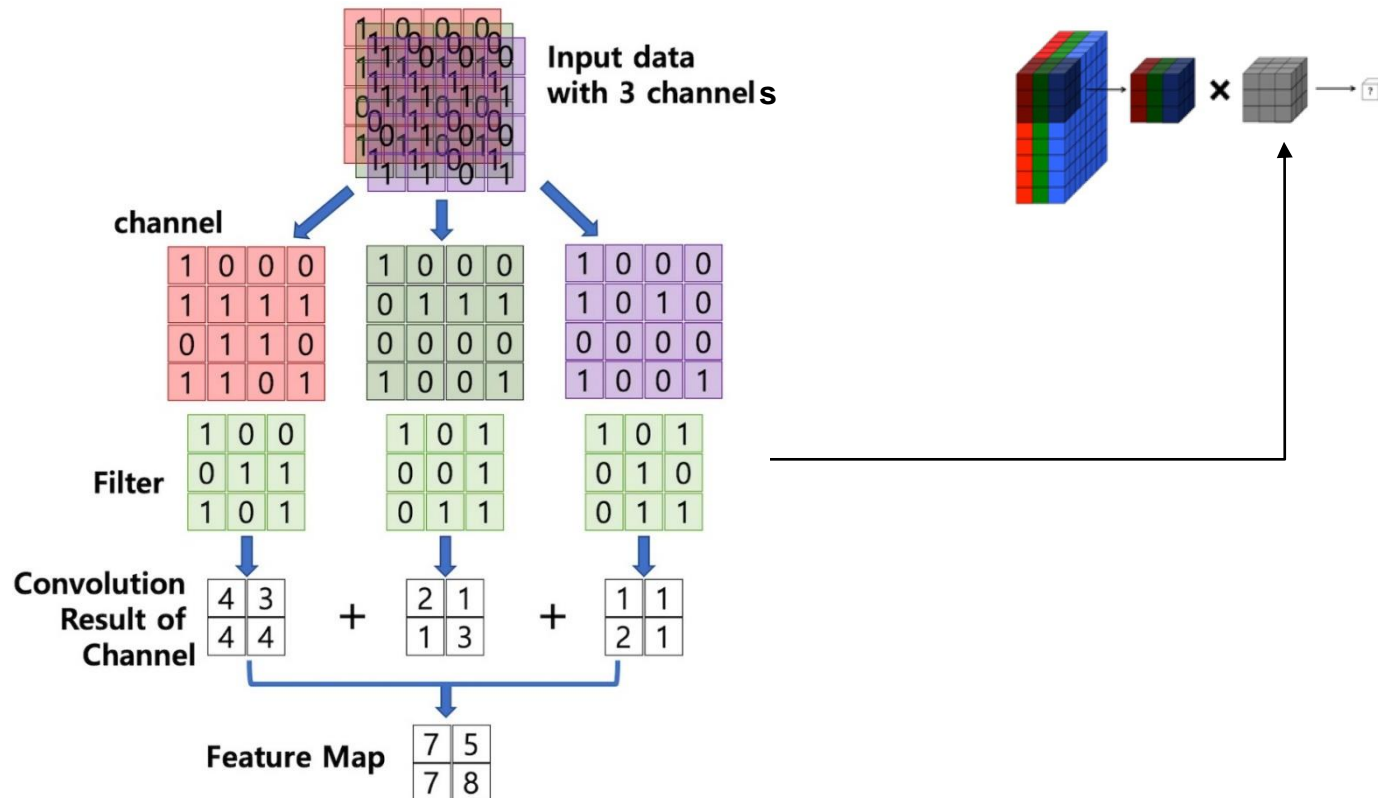 Input data
with 3 channels
channel
1 0 0 0 1 0 0 0 1 0 0 0
1 1 1 1 0 1 1 1 1 0 1 0
0 1 1 0 0 0 0 0 0 0 0 0
1 1 0 1 1 0 0 1 1 0 0 1
Filter
1 0 0 1 0 1 1 0 1
0 1 1 0 0 1 0 1 0
1 0 1 0 1 1 0 1 1
Convolution
Result of
Channel
4 3 + 2 1 + 1 1
4 4 1 3 2 1
Feature Map
7 5
7 8
×
?